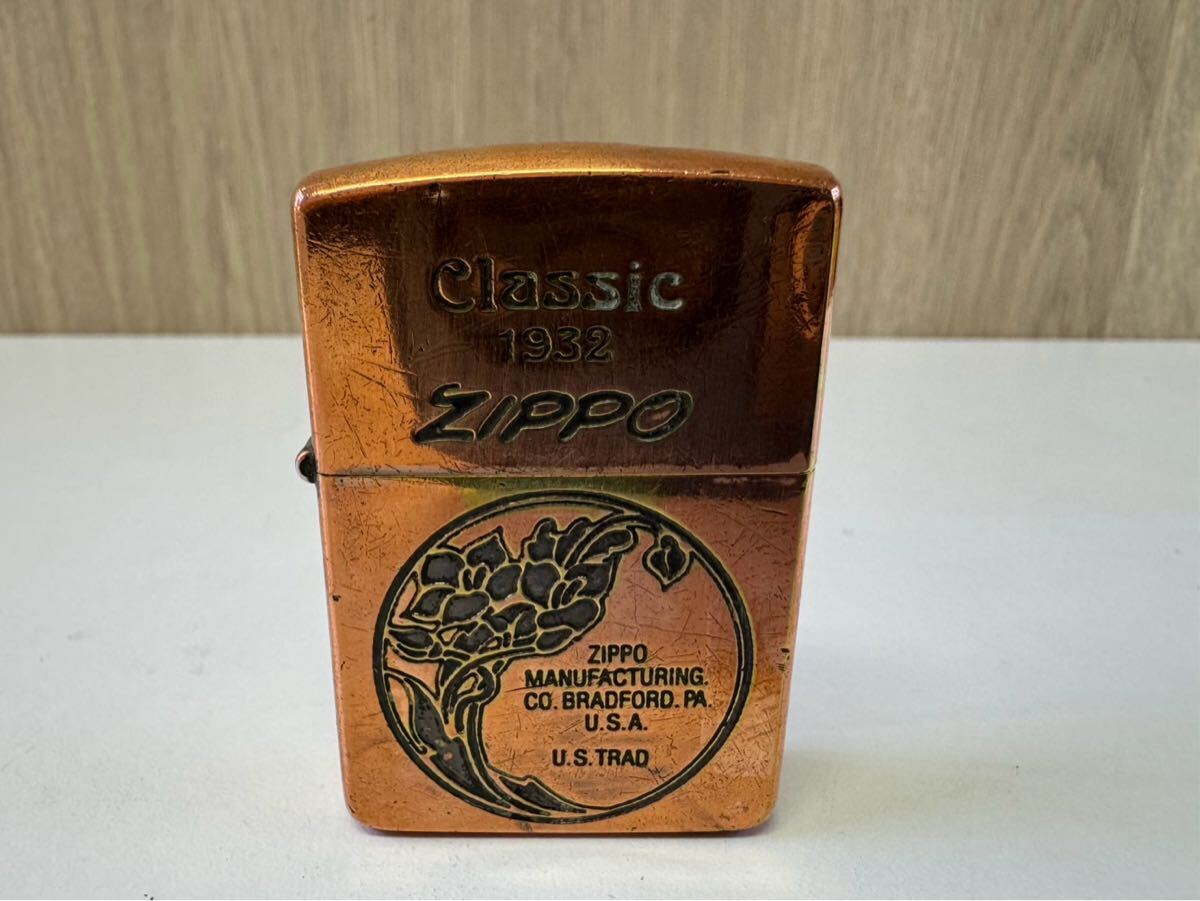 Classic
1932
ZIPPO
ZIPPO
MANUFACTURING.
CO. BRADFORD. PA.
U.S.A.
U.S. TRAD